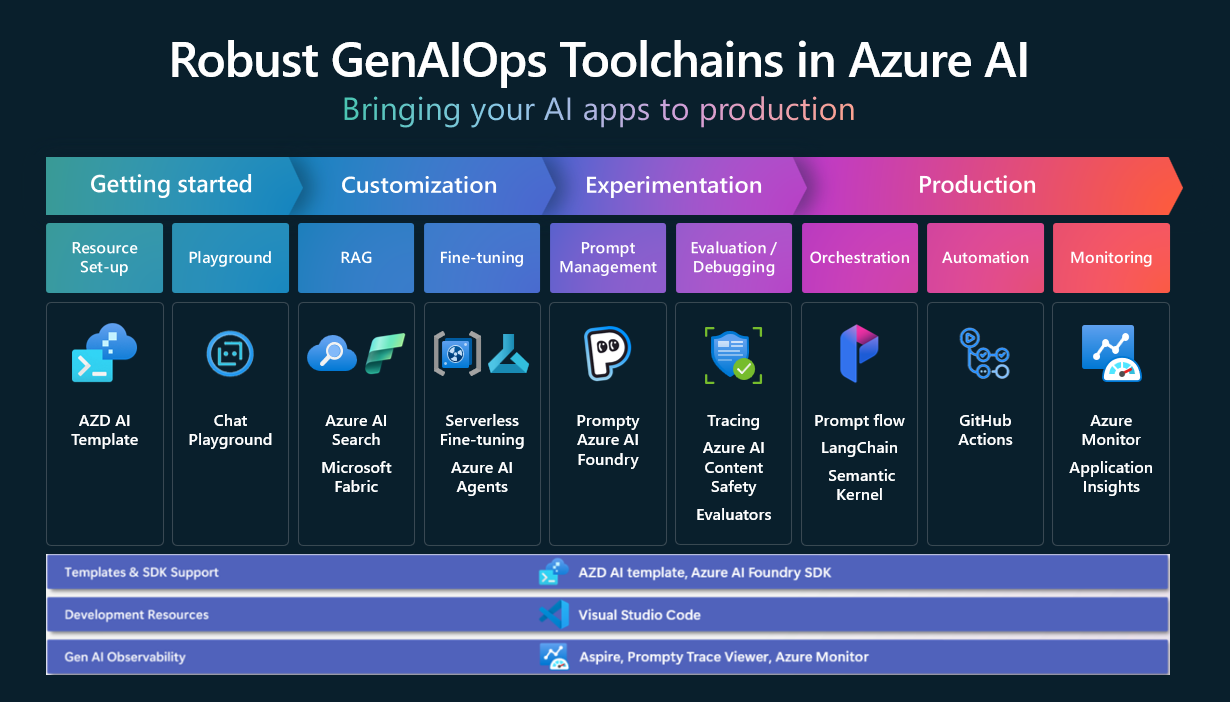 Robust GenAIOps Toolchains in Azure AI
Bringing your AI apps to production
Getting started
Customization
Experimentation
Production
Resource
Set-up
Playground
RAG
Fine-tuning
Prompt
Management
Evaluation /
Debugging
Orchestration
Automation
Monitoring
AZD AI
Template
Chat
Playground
Azure AI
Search
Microsoft
Fabric
Serverless
Fine-tuning
Azure AI
Agents
Prompty
Azure AI
Foundry
Tracing
Azure AI
Content
Safety
Evaluators
Prompt flow
LangChain
Semantic
Kernel
GitHub
Actions
Azure
Monitor
Application
Insights
Templates & SDK Support
AZD AI template, Azure AI Foundry SDK
Development Resources
Visual Studio Code
Gen AI Observability
Aspire, Prompty Trace Viewer, Azure Monitor